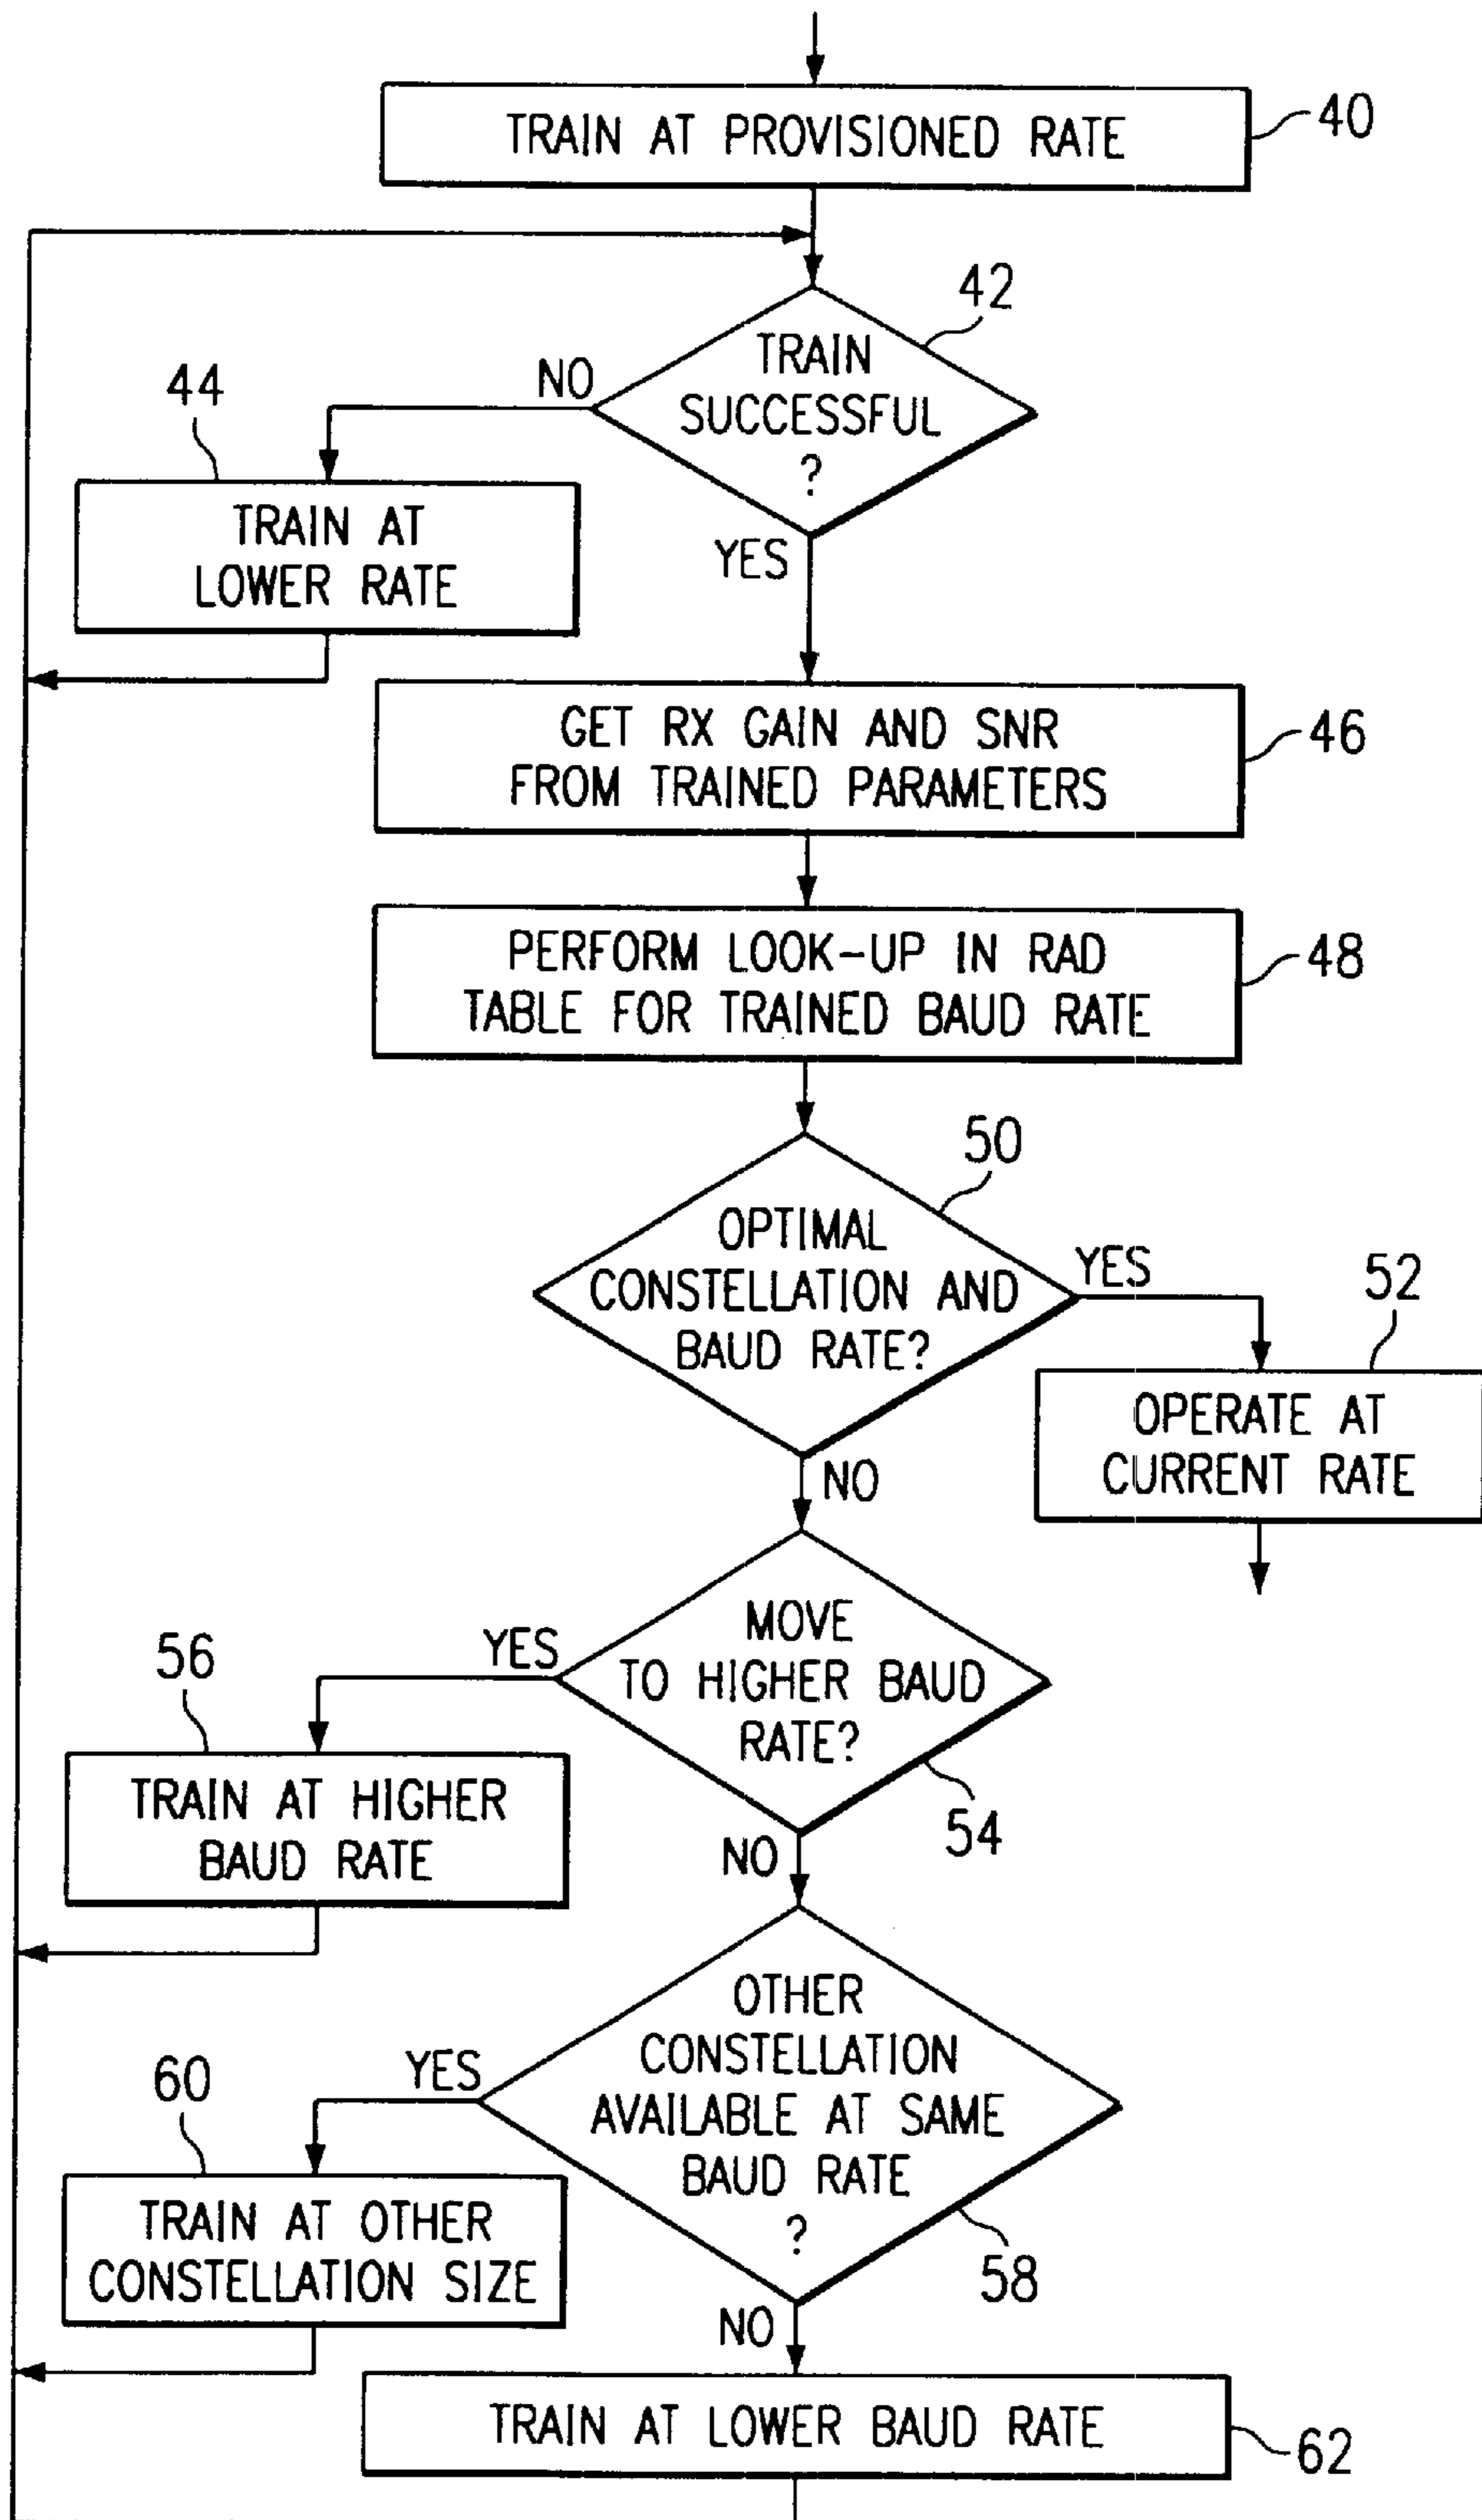 TRAIN AT PROVISIONED RATE
40
42
TRAIN
SUCCESSFUL
?
NO
YES
44
TRAIN AT
LOWER RATE
GET RX GAIN AND SNR
FROM TRAINED PARAMETERS
46
PERFORM LOOK-UP IN RAD
TABLE FOR TRAINED BAUD RATE
48
50
OPTIMAL
CONSTELLATION AND
BAUD RATE?
YES
NO
52
OPERATE AT
CURRENT RATE
MOVE
TO HIGHER BAUD
RATE?
YES
54
NO
56
TRAIN AT HIGHER
BAUD RATE
OTHER
CONSTELLATION
AVAILABLE AT SAME
BAUD RATE
?
YES
58
NO
60
TRAIN AT OTHER
CONSTELLATION SIZE
TRAIN AT LOWER BAUD RATE
62